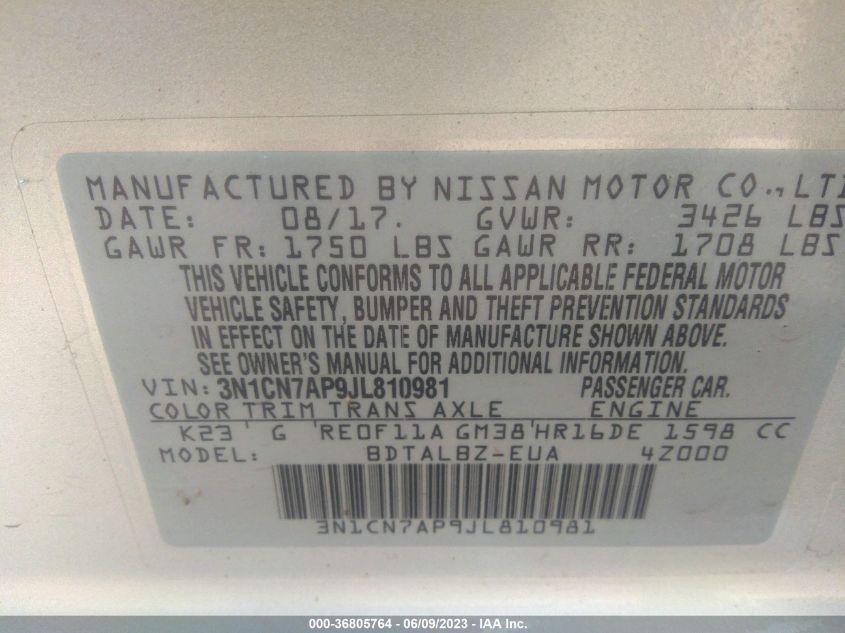 MANUFACTURED BY NISSAN MOTOR CO., LT
DATE: 08/17. GVWR: 3426 LBS
GAWR FR: 1750 LBS GAWR RR: 1708 LBS
THIS VEHICLE CONFORMS TO ALL APPLICABLE FEDERAL MOTOR
VEHICLE SAFETY, BUMPER AND THEFT PREVENTION STANDARDS
IN EFFECT ON THE DATE OF MANUFACTURE SHOWN ABOVE.
SEE OWNER'S MANUAL FOR ADDITIONAL INFORMATION.
VIN: 3N1CN7AP9JL810981 PASSENGER CAR.
COLOR TRIM TRANS AXLE ENGINE
K23 ' G 'RE0F11A GM38'HR16DE 1598 CC
MODEL: BDTALBZ-EUA 4Z000
3N1CN7AP9JL810981
000-36805764 / 06/09/2023 - IAA Inc.